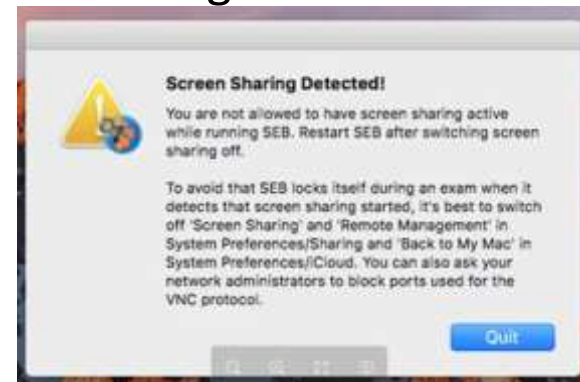 Screen Sharing Detected!
You are not allowed to have screen sharing active
while running SEB. Restart SEB after switching screen
sharing off.
To avoid that SEB locks itself during an exam when it
detects that screen sharing started, it's best to switch
off 'Screen Sharing' and 'Remote Management' in
System Preferences/Sharing and 'Back to My Mac' in
System Preferences/iCloud. You can also ask your
network administrators to block ports used for the
VNC protocol.
Quit